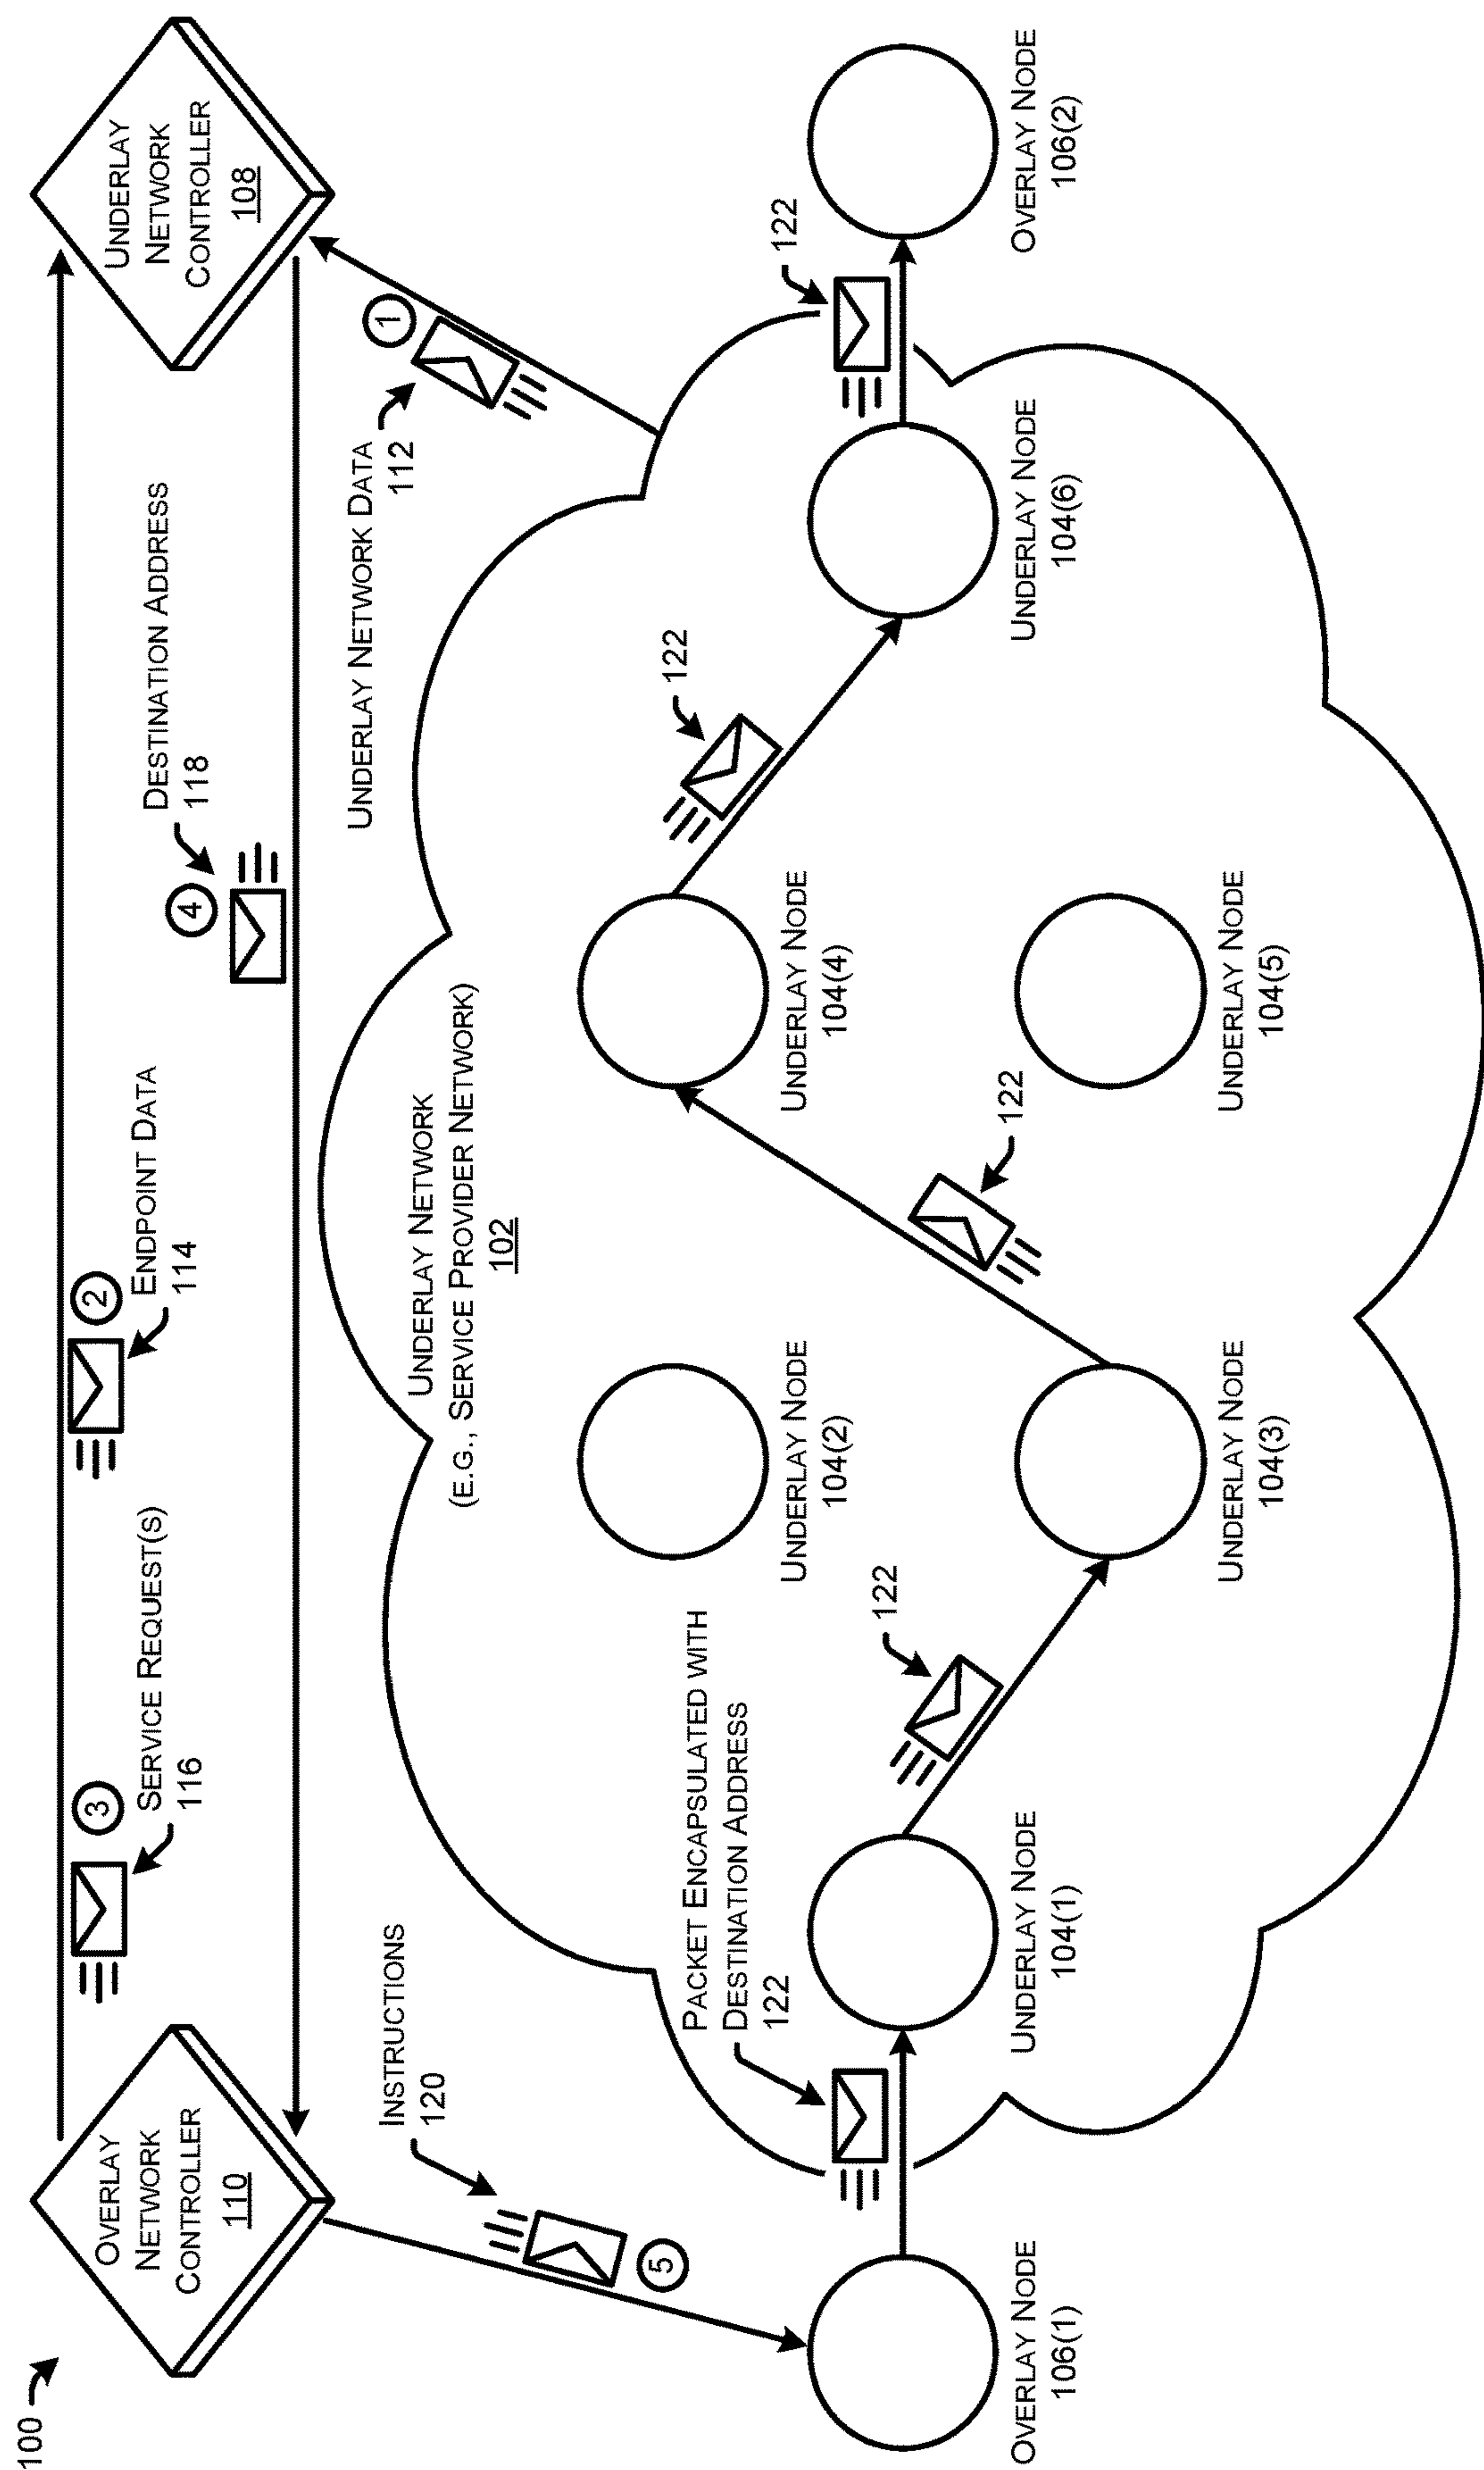 100
OVERLAY
NETWORK
CONTROLLER
110
UNDERLAY
NETWORK
CONTROLLER
108
3
SERVICE REQUEST(S)
116
2
ENDPOINT DATA
114
4
DESTINATION ADDRESS
118
1
UNDERLAY NETWORK DATA
112
INSTRUCTIONS
120
5
UNDERLAY NETWORK
(E.G., SERVICE PROVIDER NETWORK)
102
PACKET ENCAPSULATED WITH
DESTINATION ADDRESS
122
122
122
122
122
UNDERLAY NODE
104(2)
UNDERLAY NODE
104(4)
OVERLAY NODE
106(1)
UNDERLAY NODE
104(1)
UNDERLAY NODE
104(6)
OVERLAY NODE
106(2)
UNDERLAY NODE
104(3)
UNDERLAY NODE
104(5)